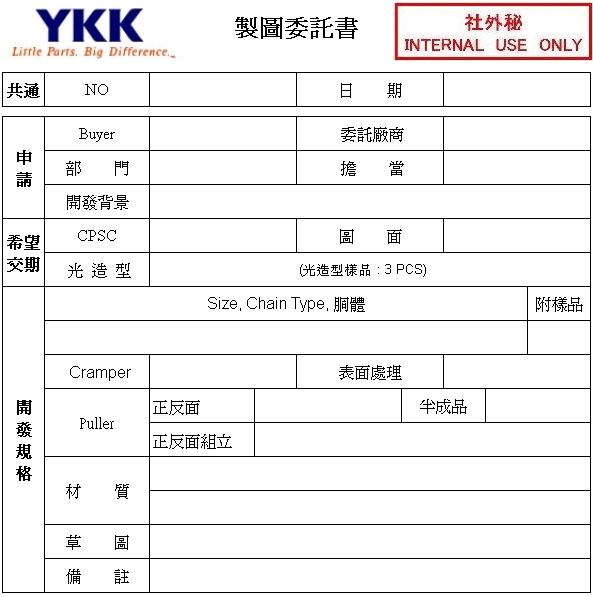 YKK
Little Parts. Big Difference.
製圖委託書
社外秘
INTERNAL USE ONLY
共通 NO 日 期
申請
Buyer 委託廠商
部 門 擔 當
開發背景
希望交期
CPSC 圖 面
光 造 型 (光造型樣品 : 3 PCS)
開發規格
Size, Chain Type, 胴體 附樣品
Cramper 表面處理
Puller
正反面 半成品
正反面組立
材 質
草 圖
備 註